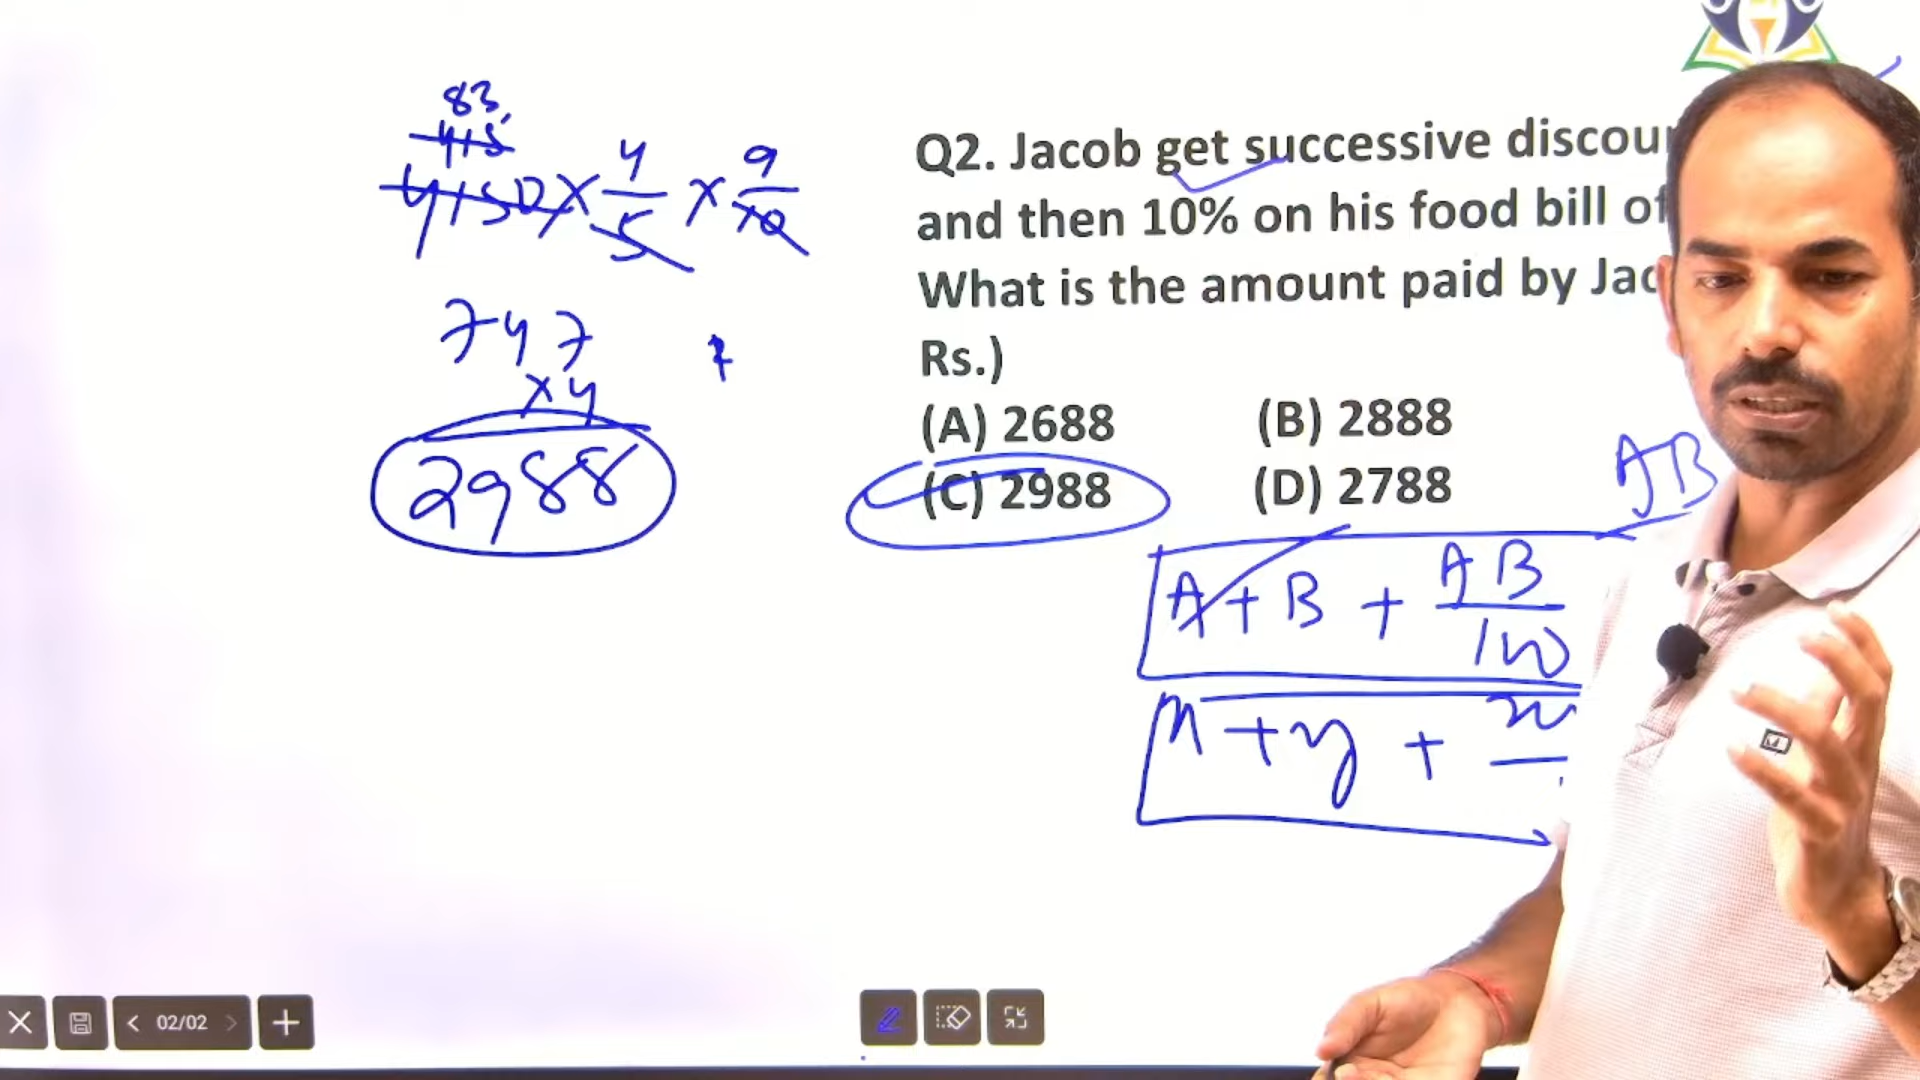 83
415
4150 × 4/5 × 9/10
747
×4
2988
Q2. Jacob get successive discou
and then 10% on his food bill of
What is the amount paid by Jac
Rs.)
(A) 2688 (B) 2888
(C) 2988 (D) 2788
AB
A + B + AB/100
x + y +
02/02